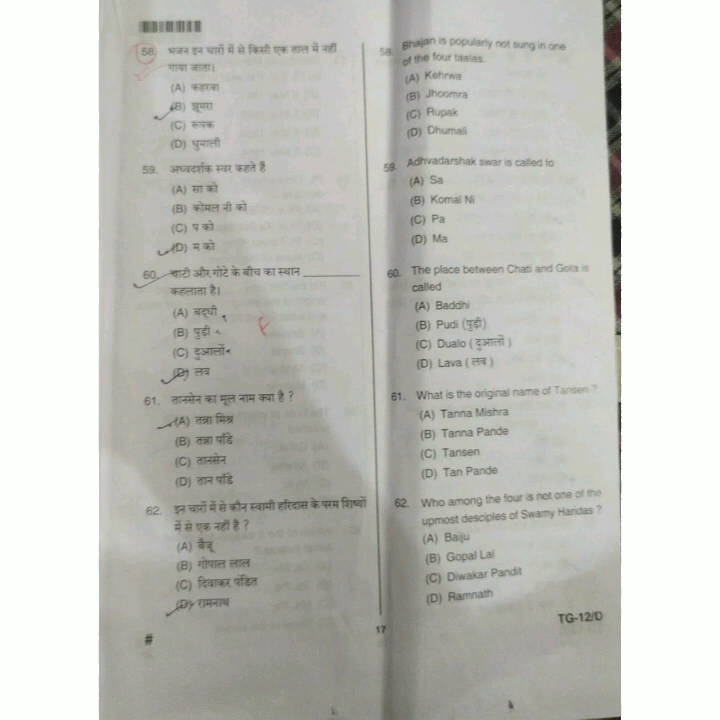 58. भजन इन चारों में से किसी एक ताल में नहीं
गाया जाता।
(A) कहरवा
(B) झूमरा
(C) रूपक
(D) धुमाली
59. अध्वदर्शक स्वर कहते हैं
(A) सा को
(B) कोमल नी को
(C) प को
(D) म को
60. चाटी और गोटे के बीच का स्थान ____________
कहलाता है।
(A) बद्घी
(B) पुड़ी
(C) दुआलों
(D) लव
61. तानसेन का मूल नाम क्या है ?
(A) तन्ना मिश्र
(B) तन्ना पाँडे
(C) तानसेन
(D) तान पाँडे
62. इन चारों में से कौन स्वामी हरिदास के परम शिष्यों
में से एक नहीं है ?
(A) बैजू
(B) गोपाल लाल
(C) दिवाकर पंडित
(D) रामनाथ
#
58. Bhajan is popularly not sung in one
of the four taalas.
(A) Kehrwa
(B) Jhoomra
(C) Rupak
(D) Dhumali
59. Adhvadarshak swar is called to
(A) Sa
(B) Komal Ni
(C) Pa
(D) Ma
60. The place between Chati and Gota is
called
(A) Baddhi
(B) Pudi (पुड़ी)
(C) Dualo ( दुआलों )
(D) Lava ( लव )
61. What is the original name of Tansen ?
(A) Tanna Mishra
(B) Tanna Pande
(C) Tansen
(D) Tan Pande
62. Who among the four is not one of the
upmost desciples of Swamy Haridas ?
(A) Baiju
(B) Gopal Lal
(C) Diwakar Pandit
(D) Ramnath
17
TG-12/D